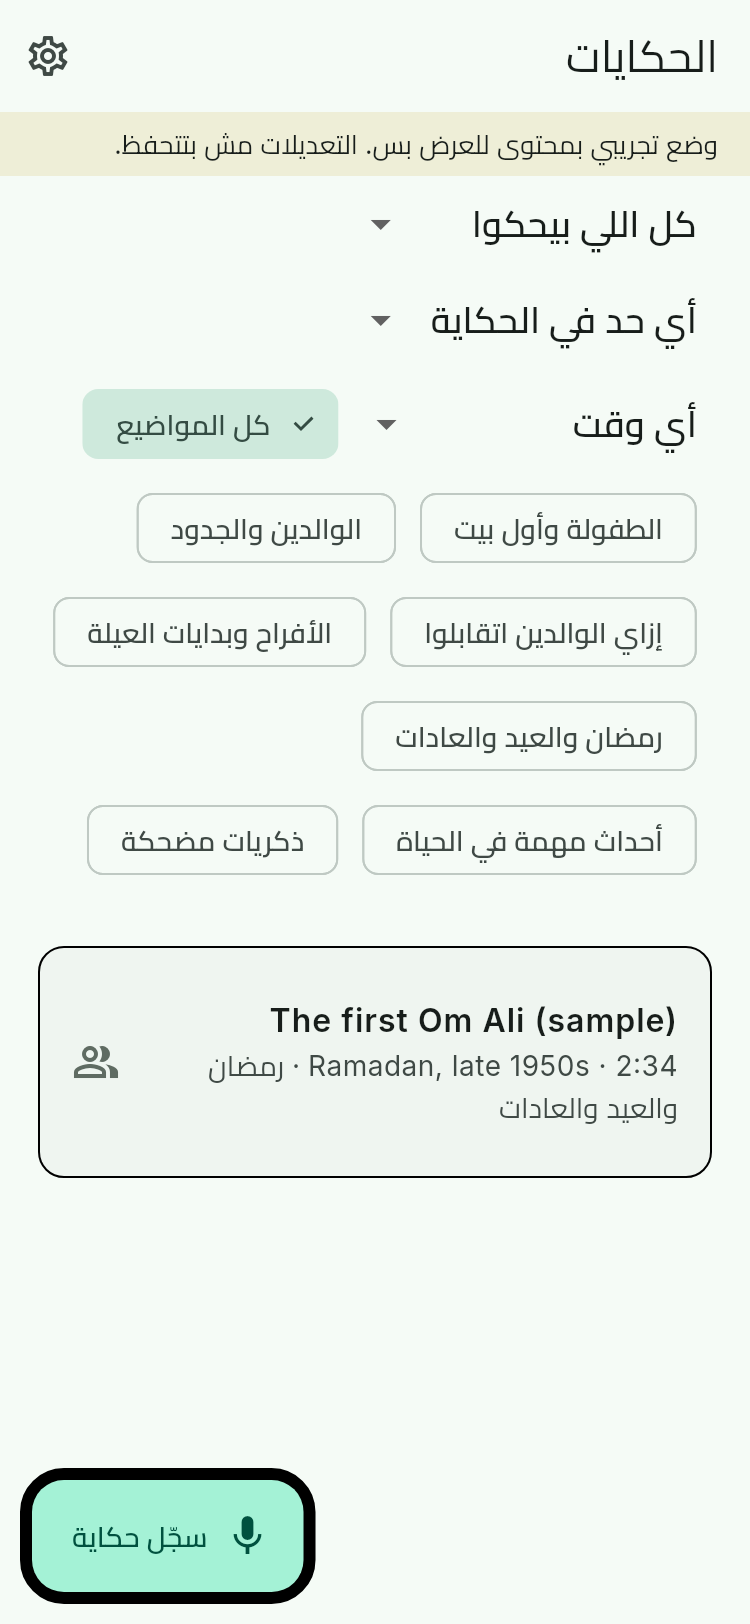 الحكايات
وضع تجريبي بمحتوى للعرض بس. التعديلات مش بتتحفظ.
كل اللي بيحكوا
أي حد في الحكاية
أي وقت
كل المواضيع
الطفولة وأول بيت
الوالدين والجدود
إزاي الوالدين اتقابلوا
الأفراح وبدايات العيلة
رمضان والعيد والعادات
أحداث مهمة في الحياة
ذكريات مضحكة
The first Om Ali (sample)
2:34 · Ramadan, late 1950s · رمضان
والعيد والعادات
سجّل حكاية